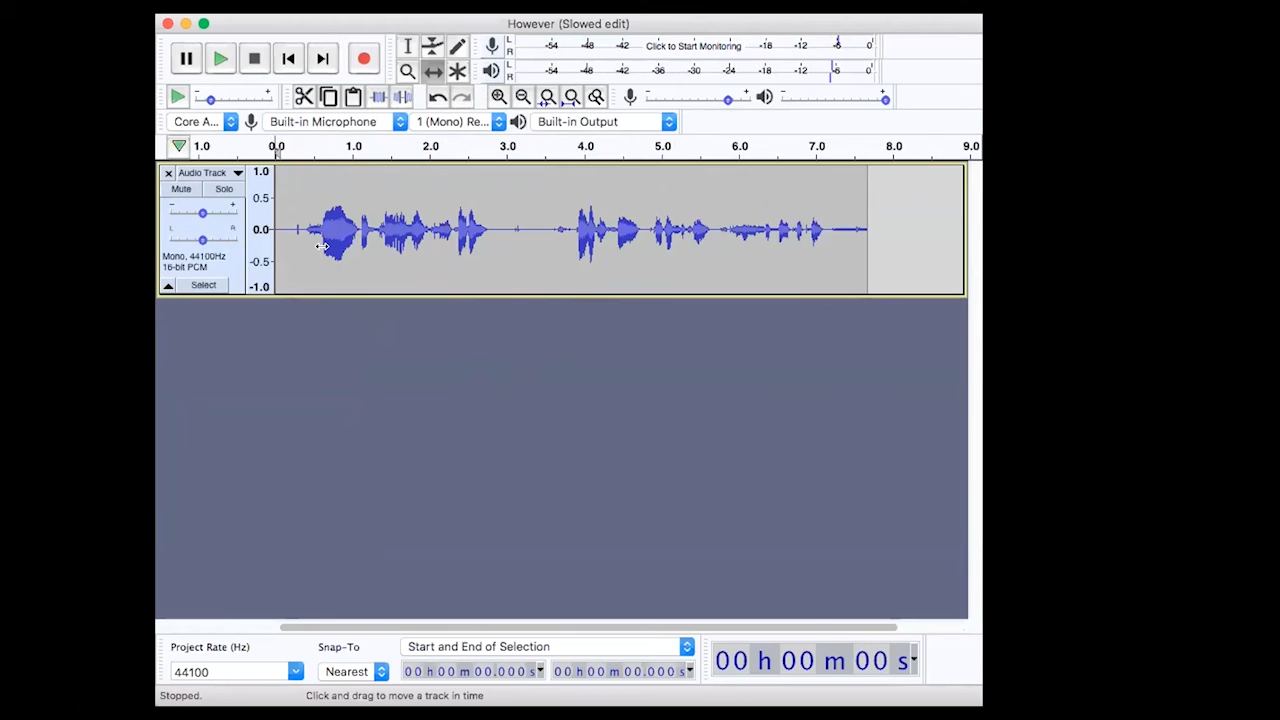 However (Slowed edit)
L
R
-54 -48 -42 Click to Start Monitoring -18 -12 -6 0
L
R
-54 -48 -42 -36 -30 -24 -18 -12 -6 0
- +
- +
- +
Core A... Built-in Microphone 1 (Mono) Re... Built-in Output
1.0 0.0 1.0 2.0 3.0 4.0 5.0 6.0 7.0 8.0 9.0
Audio Track
Mute Solo
- +
L R
Mono, 44100Hz
16-bit PCM
Select
1.0
0.5
0.0
-0.5
-1.0
Project Rate (Hz) Snap-To Start and End of Selection
44100 Nearest 00 h 00 m 00.000 s 00 h 00 m 00.000 s 00 h 00 m 00 s
Stopped. Click and drag to move a track in time